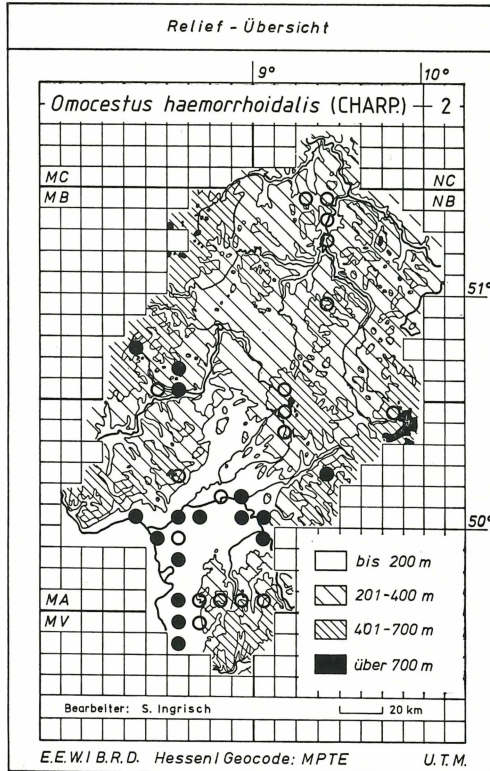 Relief - Übersicht
9° 10°
Omocestus haemorrhoidalis (CHARP.) — 2
MC NC
MB NB
51°
50°
bis 200 m
201-400 m
MA
MV
401-700 m
über 700 m
Bearbeiter: S. Ingrisch 20 km
E.E.W. I B.R.D. Hessen I Geocode: MPTE U.T.M.